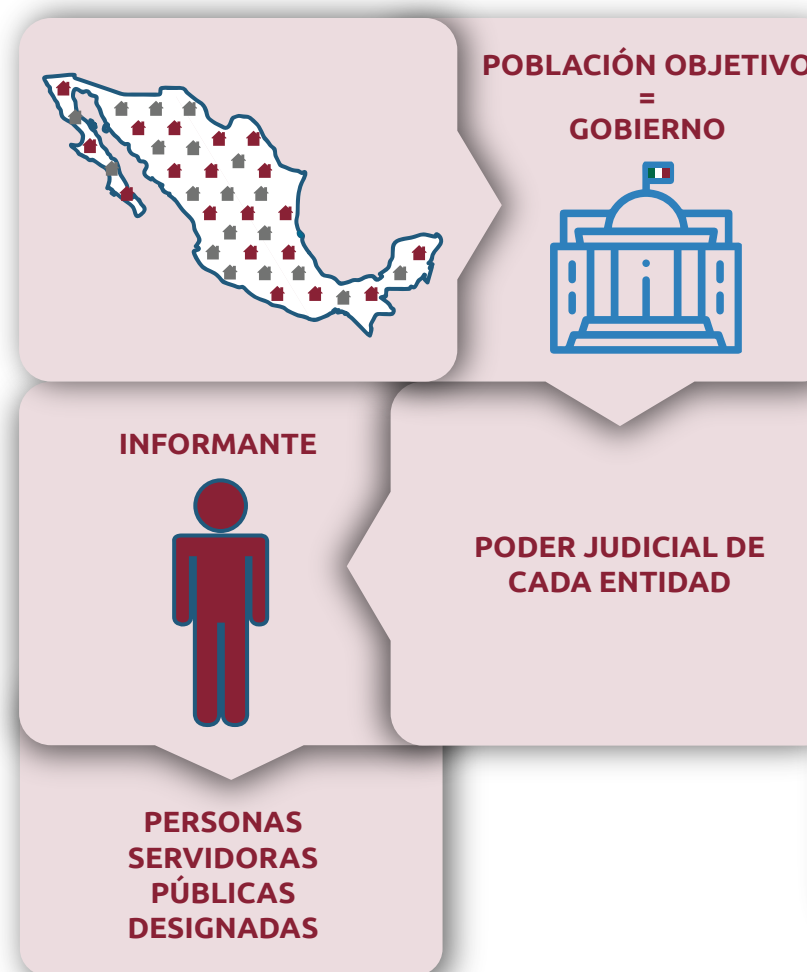 POBLACIÓN OBJETIVO
=
GOBIERNO
PODER JUDICIAL DE
CADA ENTIDAD
INFORMANTE
PERSONAS
SERVIDORAS
PÚBLICAS
DESIGNADAS